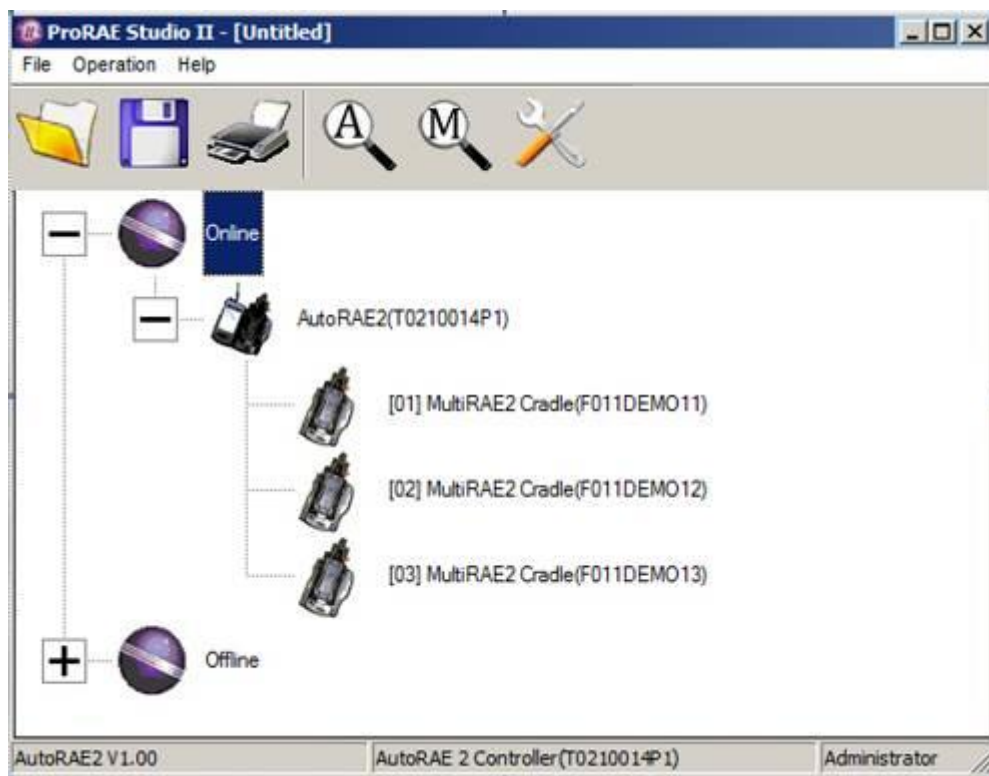 ProRAE Studio II - [Untitled]
File Operation Help
A M
Online
AutoRAE2(T0210014P1)
[01] MultiRAE2 Cradle(F011DEMO11)
[02] MultiRAE2 Cradle(F011DEMO12)
[03] MultiRAE2 Cradle(F011DEMO13)
Offline
AutoRAE2 V1.00 AutoRAE 2 Controller(T0210014P1) Administrator